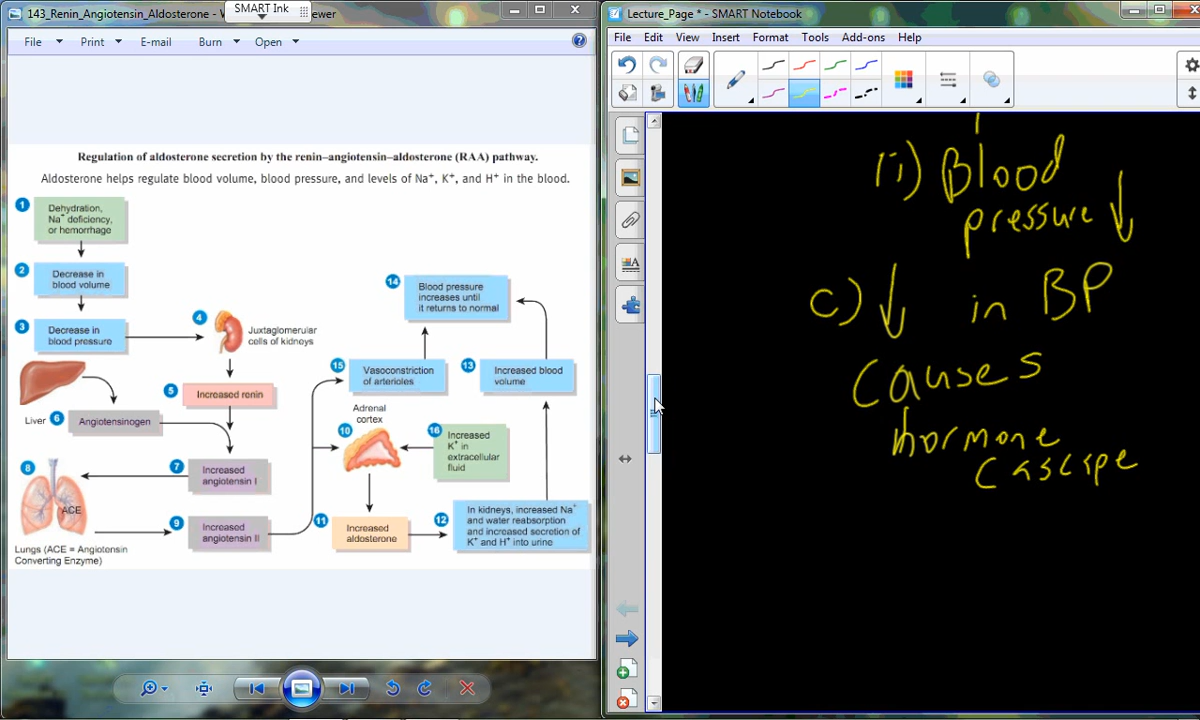 143_Renin_Angiotensin_Aldosterone - W
SMART Ink
ewer
File Print E-mail Burn Open
Regulation of aldosterone secretion by the renin–angiotensin–aldosterone (RAA) pathway.
Aldosterone helps regulate blood volume, blood pressure, and levels of Na+, K+, and H+ in the blood.
1
Dehydration,
Na+ deficiency,
or hemorrhage
2
Decrease in
blood volume
3
Decrease in
blood pressure
4
Juxtaglomerular
cells of kidneys
5
Increased renin
Liver
6
Angiotensinogen
7
Increased
angiotensin I
8
ACE
Lungs (ACE = Angiotensin
Converting Enzyme)
9
Increased
angiotensin II
Adrenal
cortex
10
11
Increased
aldosterone
12
In kidneys, increased Na+
and water reabsorption
and increased secretion of
K+ and H+ into urine
13
Increased blood
volume
14
Blood pressure
increases until
it returns to normal
15
Vasoconstriction
of arterioles
16
Increased
K+ in
extracellular
fluid
Lecture_Page * - SMART Notebook
File Edit View Insert Format Tools Add-ons Help
ii) Blood
pressure ↓
c) ↓ in BP
Causes
hormone